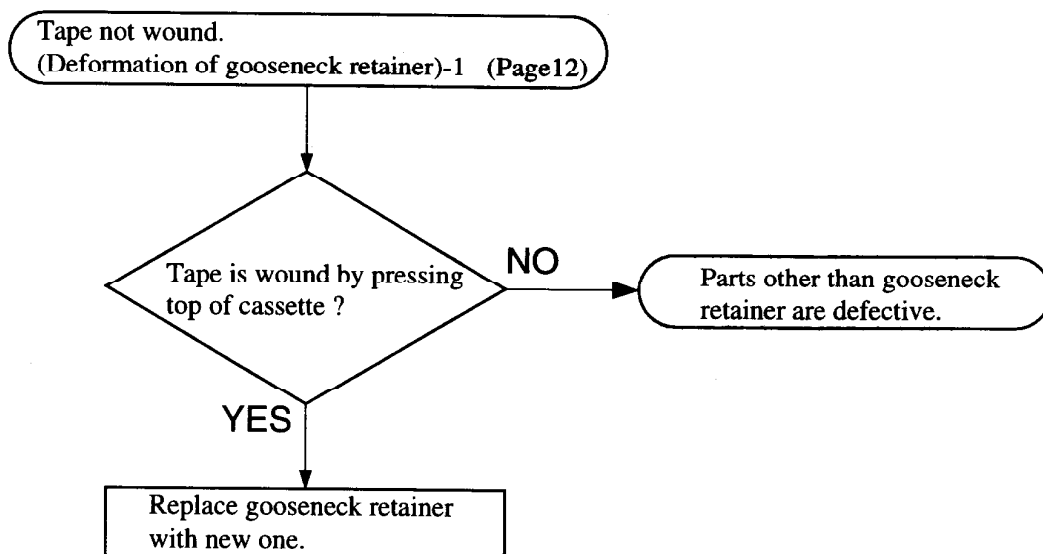 Tape not wound.
(Deformation of gooseneck retainer)-1 (Page12)
Tape is wound by pressing
top of cassette ?
NO
Parts other than gooseneck
retainer are defective.
YES
Replace gooseneck retainer
with new one.